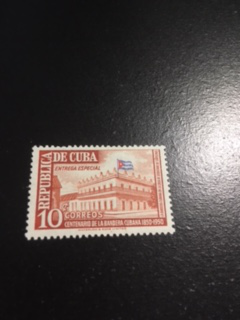 REPUBLICA DE CUBA
ENTREGA ESPECIAL
10 CORREOS
CENTENARIO DE LA BANDERA CUBANA 1850-1950